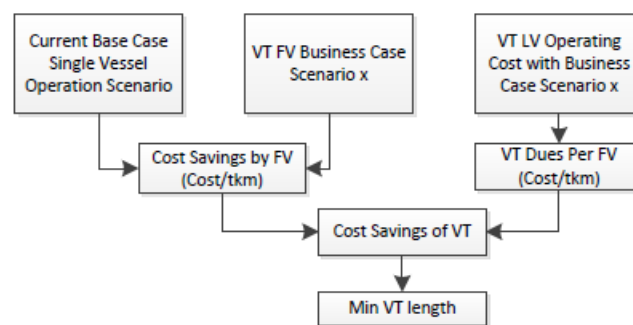 Current Base Case
Single Vessel
Operation Scenario
VT FV Business Case
Scenario x
VT LV Operating
Cost with Business
Case Scenario x
Cost Savings by FV
(Cost/tkm)
VT Dues Per FV
(Cost/tkm)
Cost Savings of VT
Min VT length